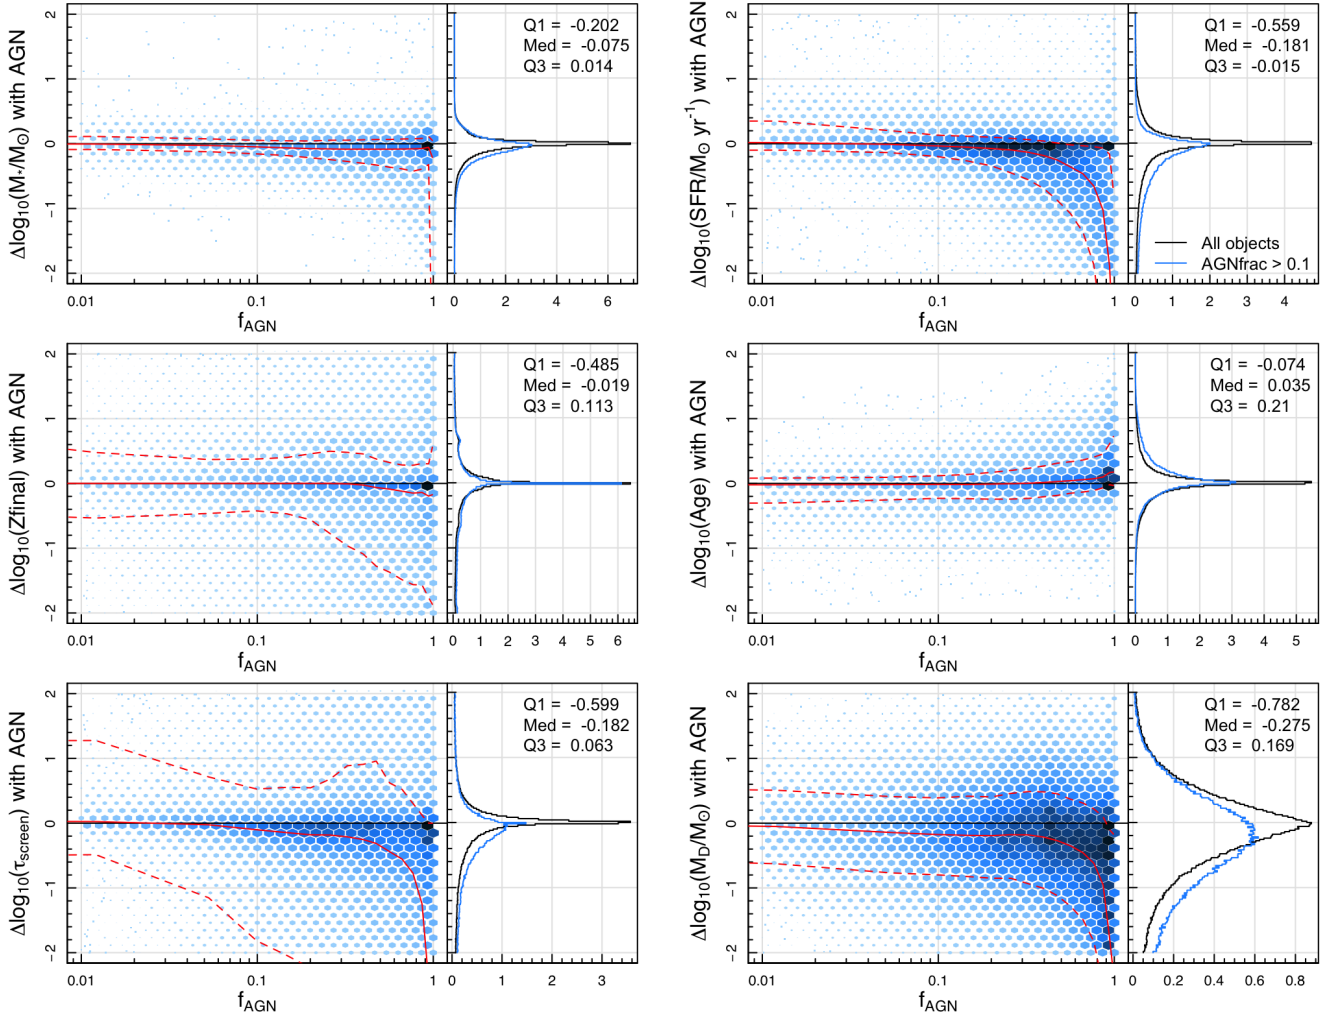 Δlog₁₀(M*/M⊙) with AGN
2
1
0
−1
−2
Q1 = -0.202
Med = -0.075
Q3 = 0.014
0.01 0.1 1 0 2 4 6
fAGN
Δlog₁₀(SFR/M⊙ yr⁻¹) with AGN
2
1
0
−1
−2
Q1 = -0.559
Med = -0.181
Q3 = -0.015
All objects
AGNfrac > 0.1
0.01 0.1 1 0 1 2 3 4
fAGN
Δlog₁₀(Zfinal) with AGN
2
1
0
−1
−2
Q1 = -0.485
Med = -0.019
Q3 = 0.113
0.01 0.1 1 0 1 2 3 4 5 6
fAGN
Δlog₁₀(Age) with AGN
2
1
0
−1
−2
Q1 = -0.074
Med = 0.035
Q3 = 0.21
0.01 0.1 1 0 1 2 3 4 5
fAGN
Δlog₁₀(τscreen) with AGN
2
1
0
−1
−2
Q1 = -0.599
Med = -0.182
Q3 = 0.063
0.01 0.1 1 0 1 2 3
fAGN
Δlog₁₀(MD/M⊙) with AGN
2
1
0
−1
−2
Q1 = -0.782
Med = -0.275
Q3 = 0.169
0.01 0.1 1 0 0.2 0.4 0.6 0.8
fAGN